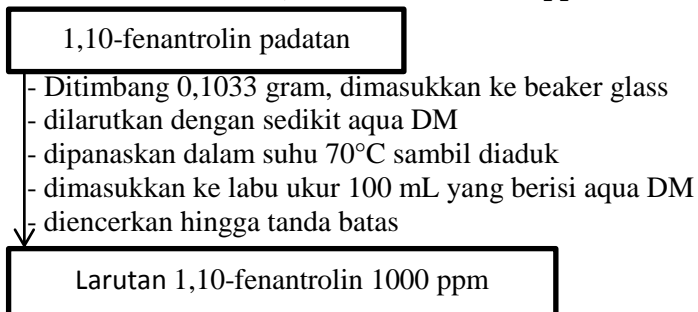 1,10-fenantrolin padatan
- Ditimbang 0,1033 gram, dimasukkan ke beaker glass
- dilarutkan dengan sedikit aqua DM
- dipanaskan dalam suhu 70°C sambil diaduk
- dimasukkan ke labu ukur 100 mL yang berisi aqua DM
- diencerkan hingga tanda batas
Larutan 1,10-fenantrolin 1000 ppm